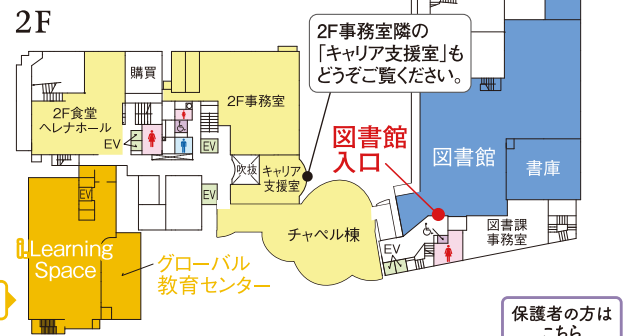 2F
2F事務室隣の
「キャリア支援室」も
どうぞご覧ください。
購買
2F食堂
ヘレナホール
EV
2F事務室
EV
吹抜
キャリア
支援室
図書館
入口
図書館
書庫
EV
EV
チャペル棟
EV
図書課
事務室
i.Learning
Space
グローバル
教育センター
保護者の方は
こちら